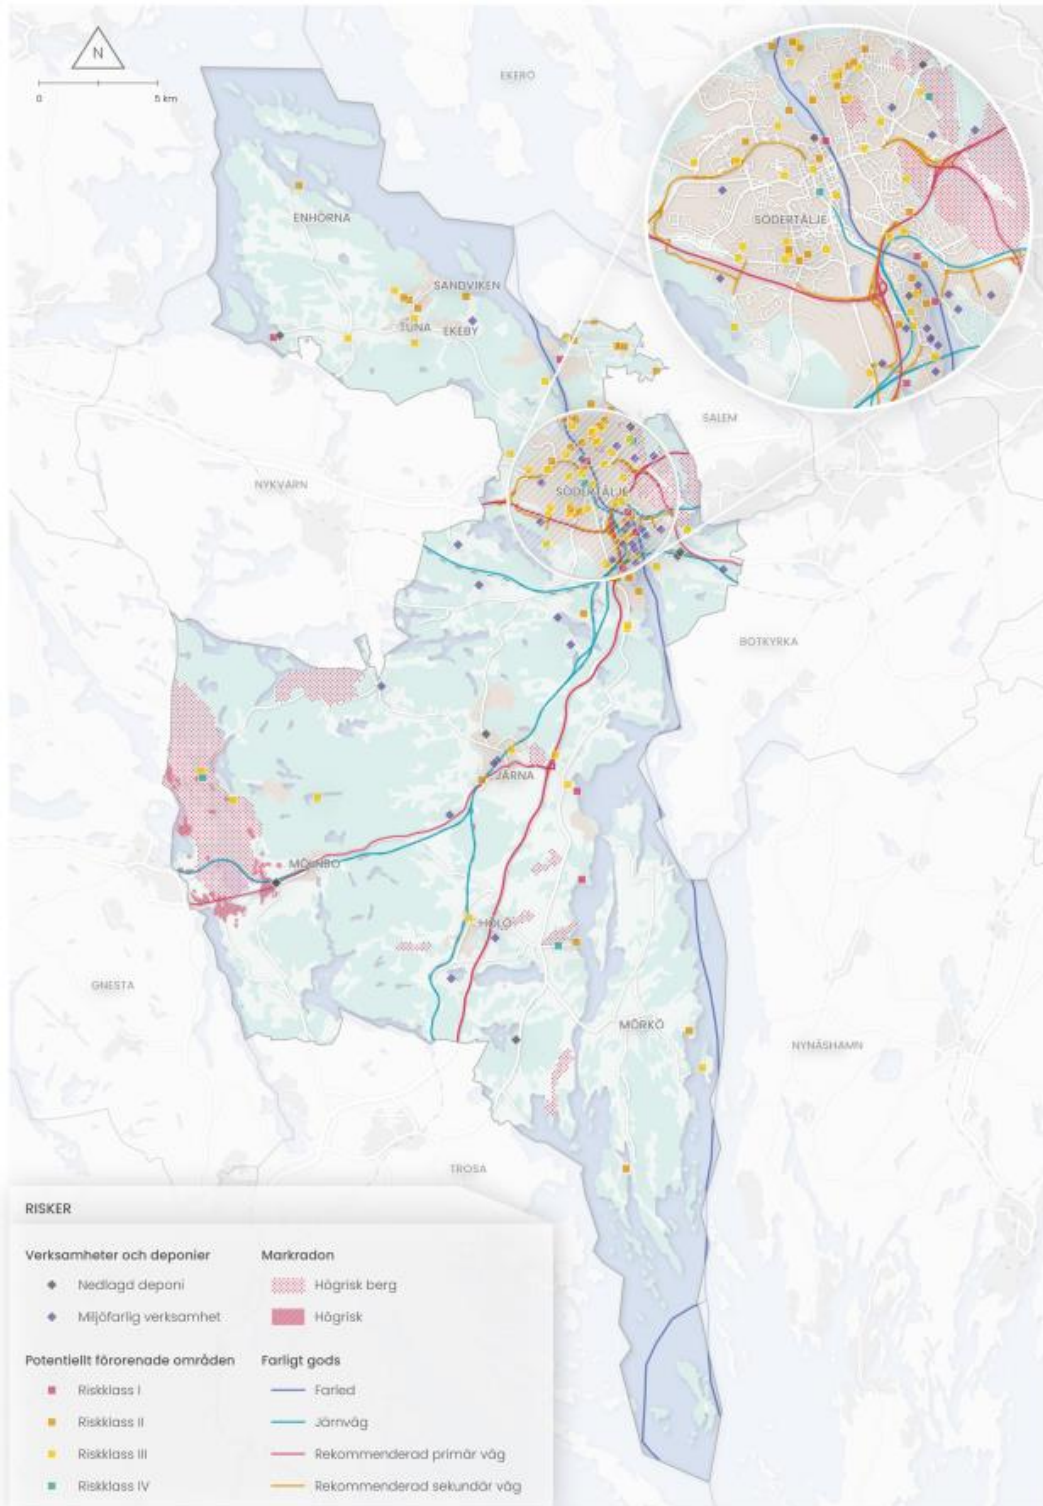 N
0 5 km
EKERÖ
ENHÖRNA
SÖDERTÄLJE
SANDVIKEN
TUNA EKEBY
SALEM
NYKVARN
SÖDERTÄLJE
BOTKYRKA
JÄRNA
MÖLNBO
HÖLÖ
GNESTA
MÖRKÖ
NYNÄSHAMN
TROSA
RISKER
Verksamheter och deponier
Nedlagd deponi
Miljöfarlig verksamhet
Markradon
Högrisk berg
Högrisk
Potentiellt förorenade områden
Riskklass I
Riskklass II
Riskklass III
Riskklass IV
Farligt gods
Farled
Järnväg
Rekommenderad primär väg
Rekommenderad sekundär väg